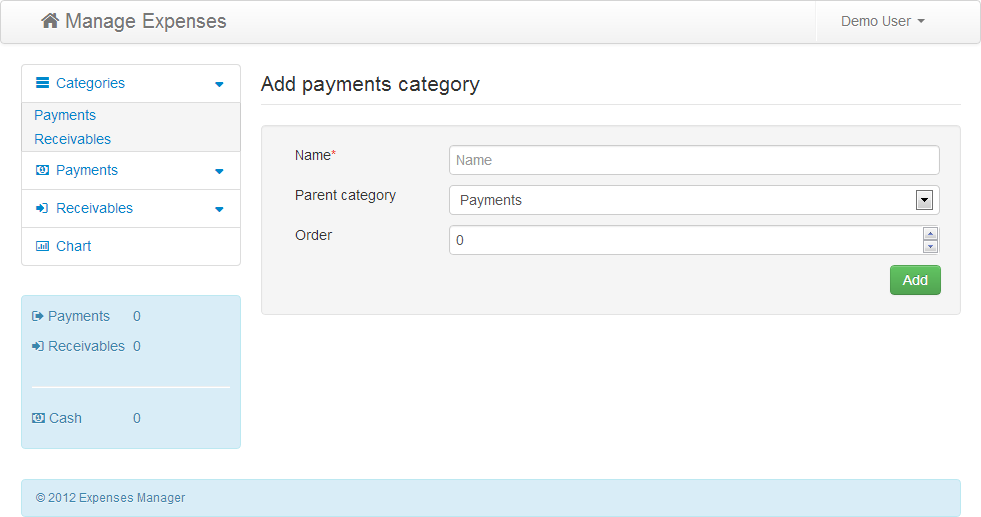 Manage Expenses
Demo User
Categories
Payments
Receivables
Payments
Receivables
Chart
Payments 0
Receivables 0
Cash 0
Add payments category
Name*
Name
Parent category
Payments
Order
0
Add
© 2012 Expenses Manager